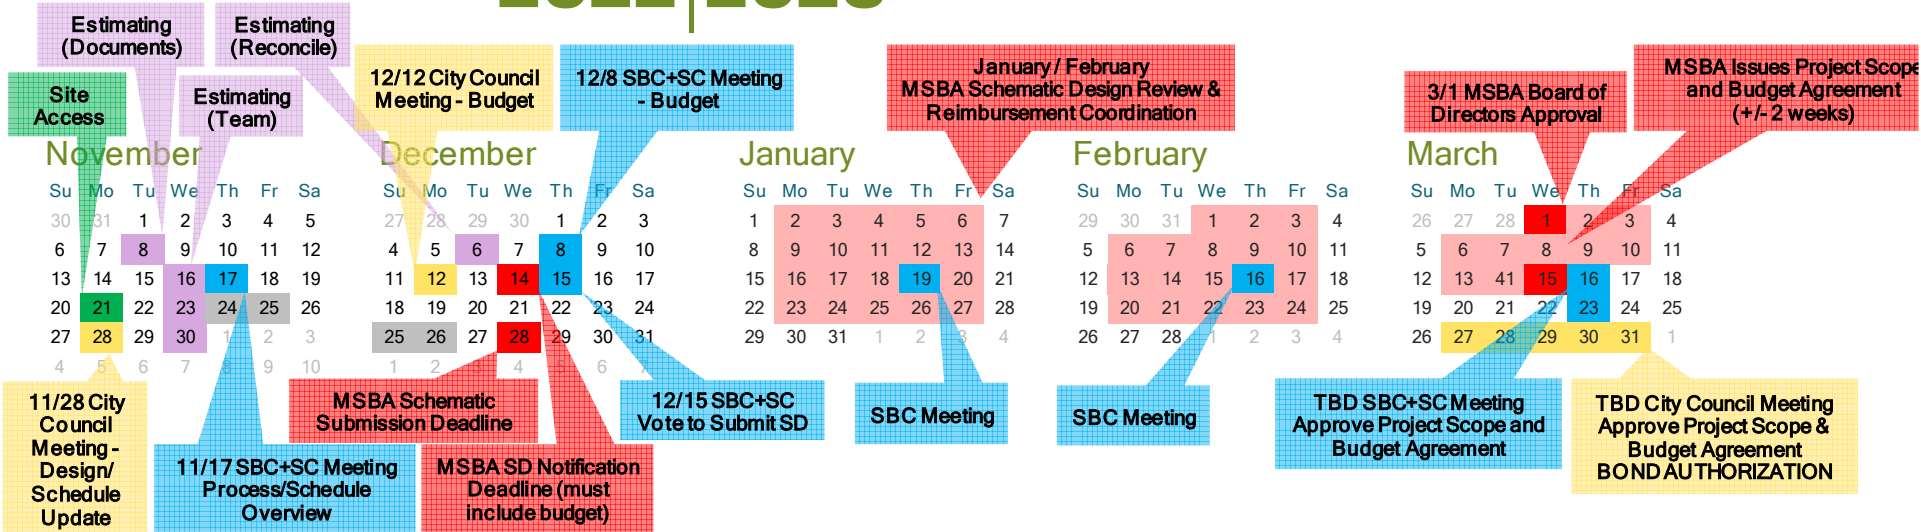 2022 2023
Estimating
(Documents)
Estimating
(Reconcile)
Site
Access
Estimating
(Team)
12/12 City Council
Meeting - Budget
12/8 SBC+SC Meeting
- Budget
January / February
MSBA Schematic Design Review &
Reimbursement Coordination
3/1 MSBA Board of
Directors Approval
MSBA Issues Project Scope
and Budget Agreement
(+/- 2 weeks)
November
Su Mo Tu We Th Fr Sa
30 31 1 2 3 4 5
6 7 8 9 10 11 12
13 14 15 16 17 18 19
20 21 22 23 24 25 26
27 28 29 30 1 2 3
4 5 6 7 8 9 10
December
Su Mo Tu We Th Fr Sa
27 28 29 30 1 2 3
4 5 6 7 8 9 10
11 12 13 14 15 16 17
18 19 20 21 22 23 24
25 26 27 28 29 30 31
1 2 3 4 5 6 7
January
Su Mo Tu We Th Fr Sa
1 2 3 4 5 6 7
8 9 10 11 12 13 14
15 16 17 18 19 20 21
22 23 24 25 26 27 28
29 30 31 1 2 3 4
February
Su Mo Tu We Th Fr Sa
29 30 31 1 2 3 4
5 6 7 8 9 10 11
12 13 14 15 16 17 18
19 20 21 22 23 24 25
26 27 28 1 2 3 4
March
Su Mo Tu We Th Fr Sa
26 27 28 1 2 3 4
5 6 7 8 9 10 11
12 13 41 15 16 17 18
19 20 21 22 23 24 25
26 27 28 29 30 31 1
11/28 City
Council
Meeting -
Design/
Schedule
Update
11/17 SBC+SC Meeting
Process/Schedule
Overview
MSBA Schematic
Submission Deadline
MSBA SD Notification
Deadline (must
include budget)
12/15 SBC+SC
Vote to Submit SD
SBC Meeting
SBC Meeting
TBD SBC+SC Meeting
Approve Project Scope and
Budget Agreement
TBD City Council Meeting
Approve Project Scope &
Budget Agreement
BOND AUTHORIZATION